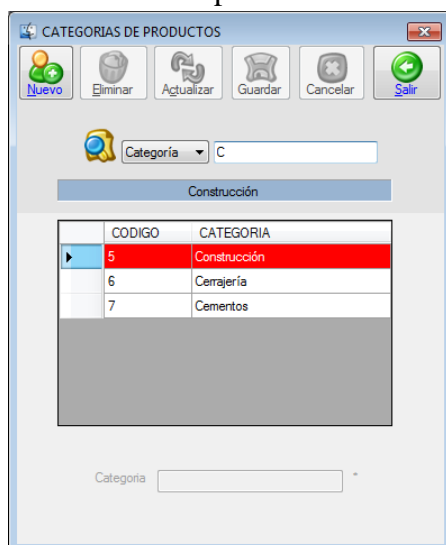 CATEGORIAS DE PRODUCTOS
Nuevo Eliminar Actualizar Guardar Cancelar Salir
Categoría C
Construcción
CODIGO CATEGORIA
5 Construcción
6 Cerrajería
7 Cementos
Categoria *